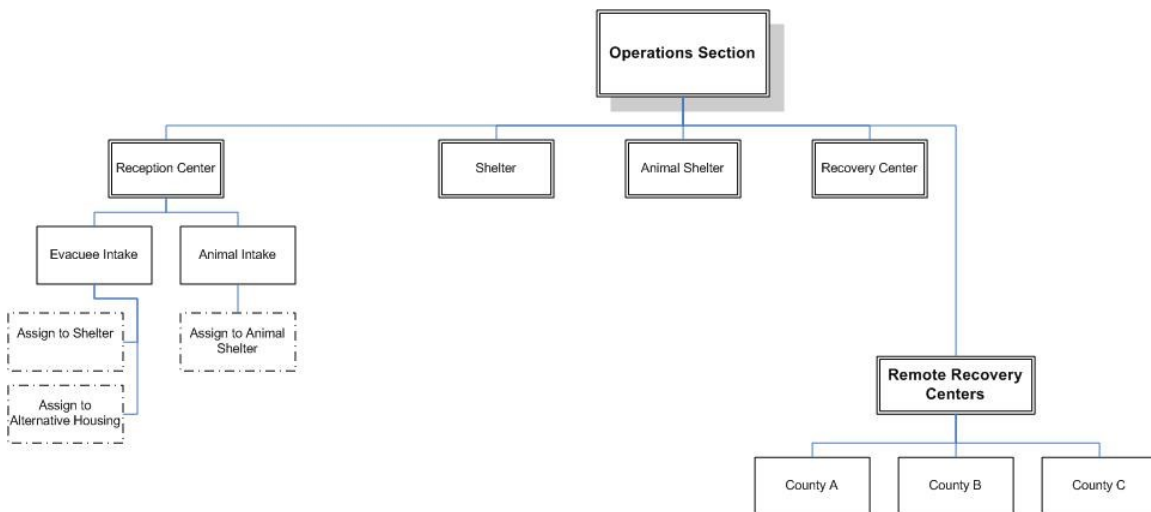 Operations Section
Reception Center
Shelter
Animal Shelter
Recovery Center
Evacuee Intake
Animal Intake
Assign to Shelter
Assign to Animal
Shelter
Assign to
Alternative Housing
Remote Recovery
Centers
County A
County B
County C